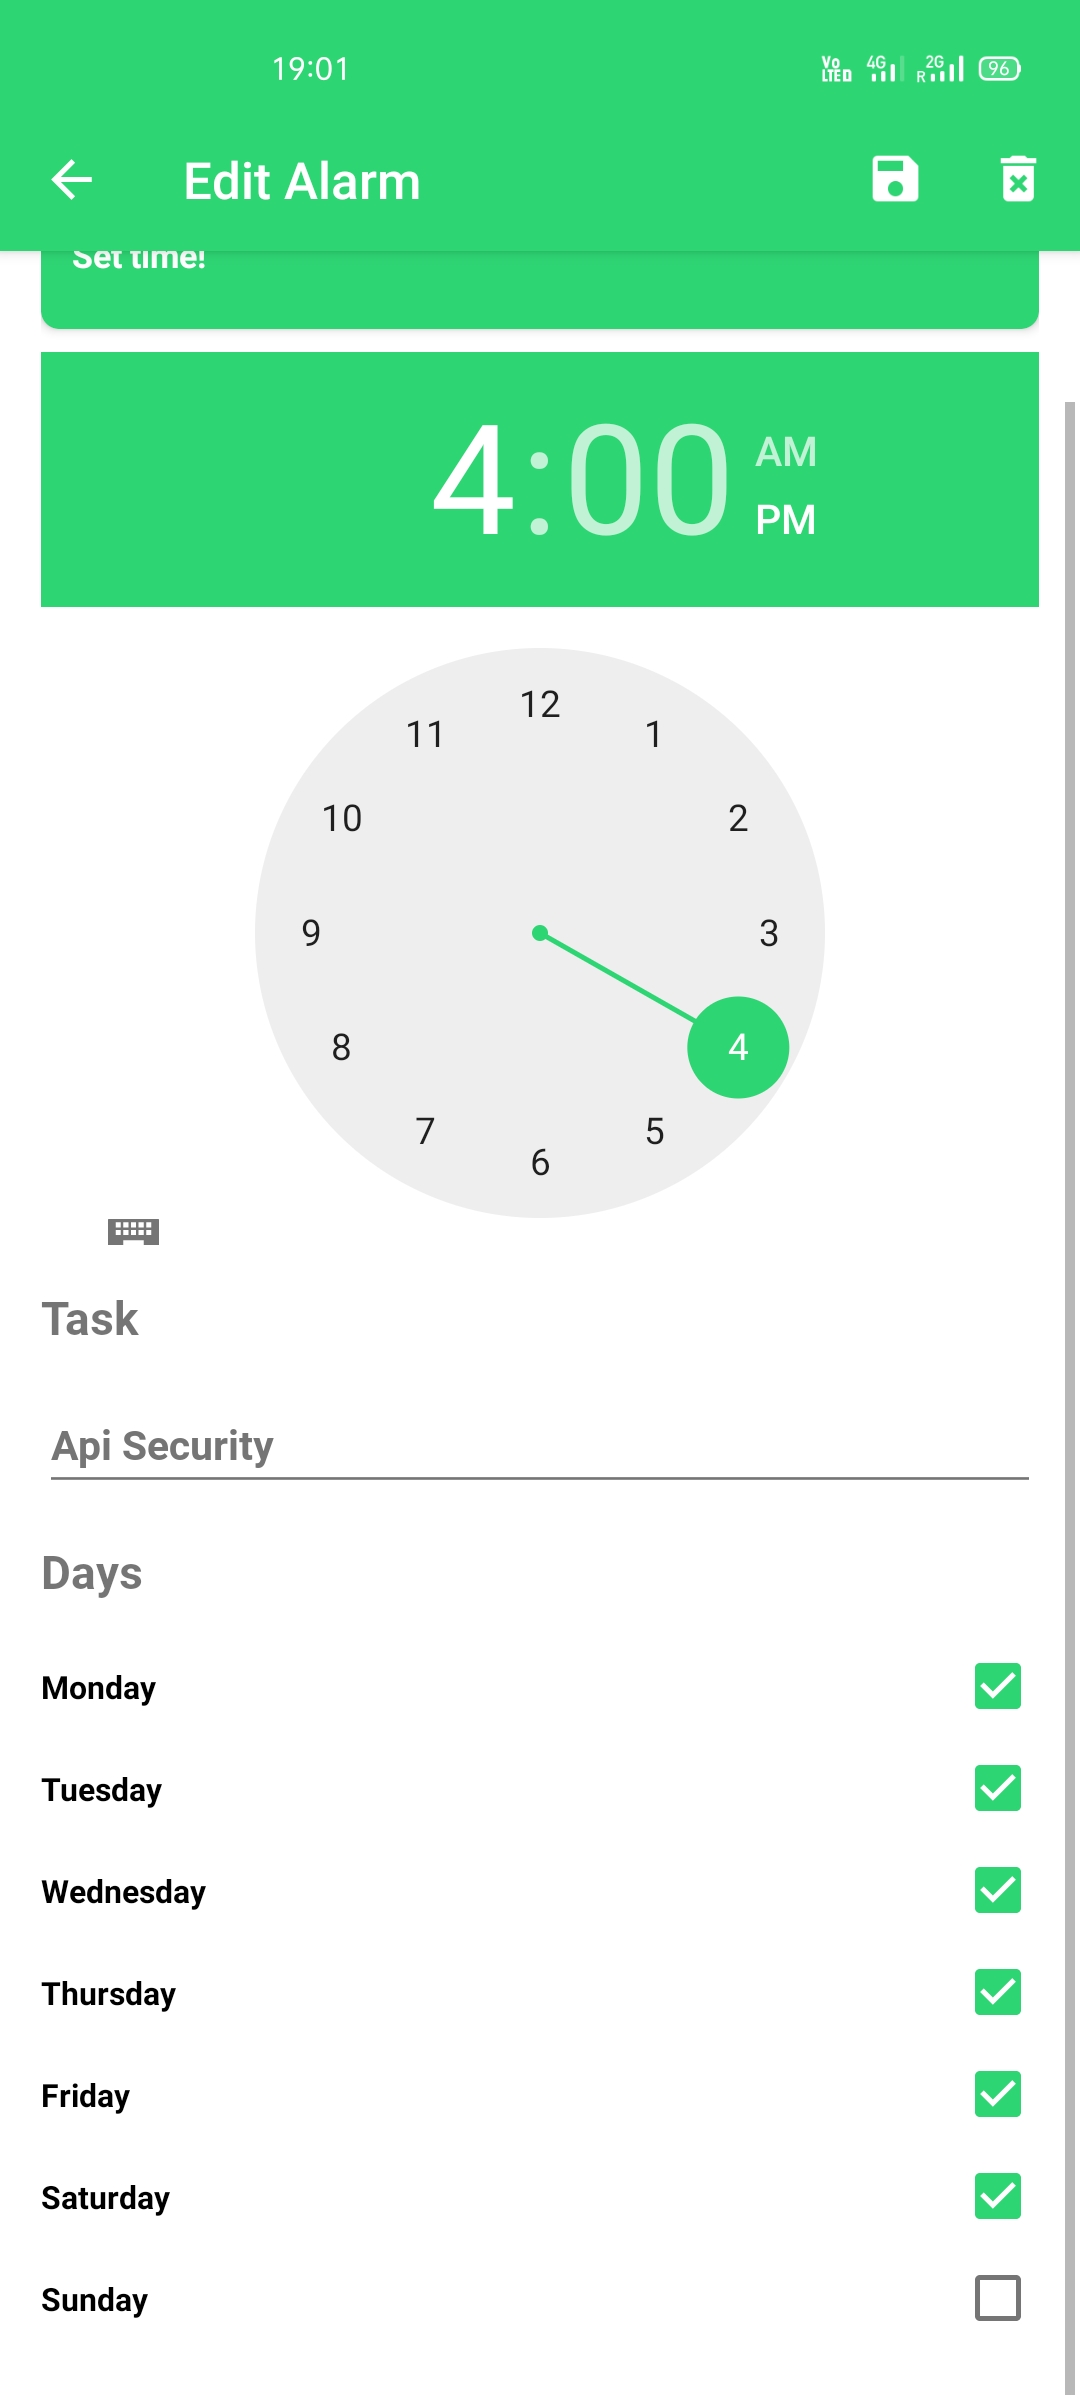 19:01 Vo LTE D 4G R 2G 96
Edit Alarm
Set time!
4:00 AM
PM
12
11 1
10 2
9 3
8 4
7 5
6
Task
Api Security
Days
Monday
Tuesday
Wednesday
Thursday
Friday
Saturday
Sunday